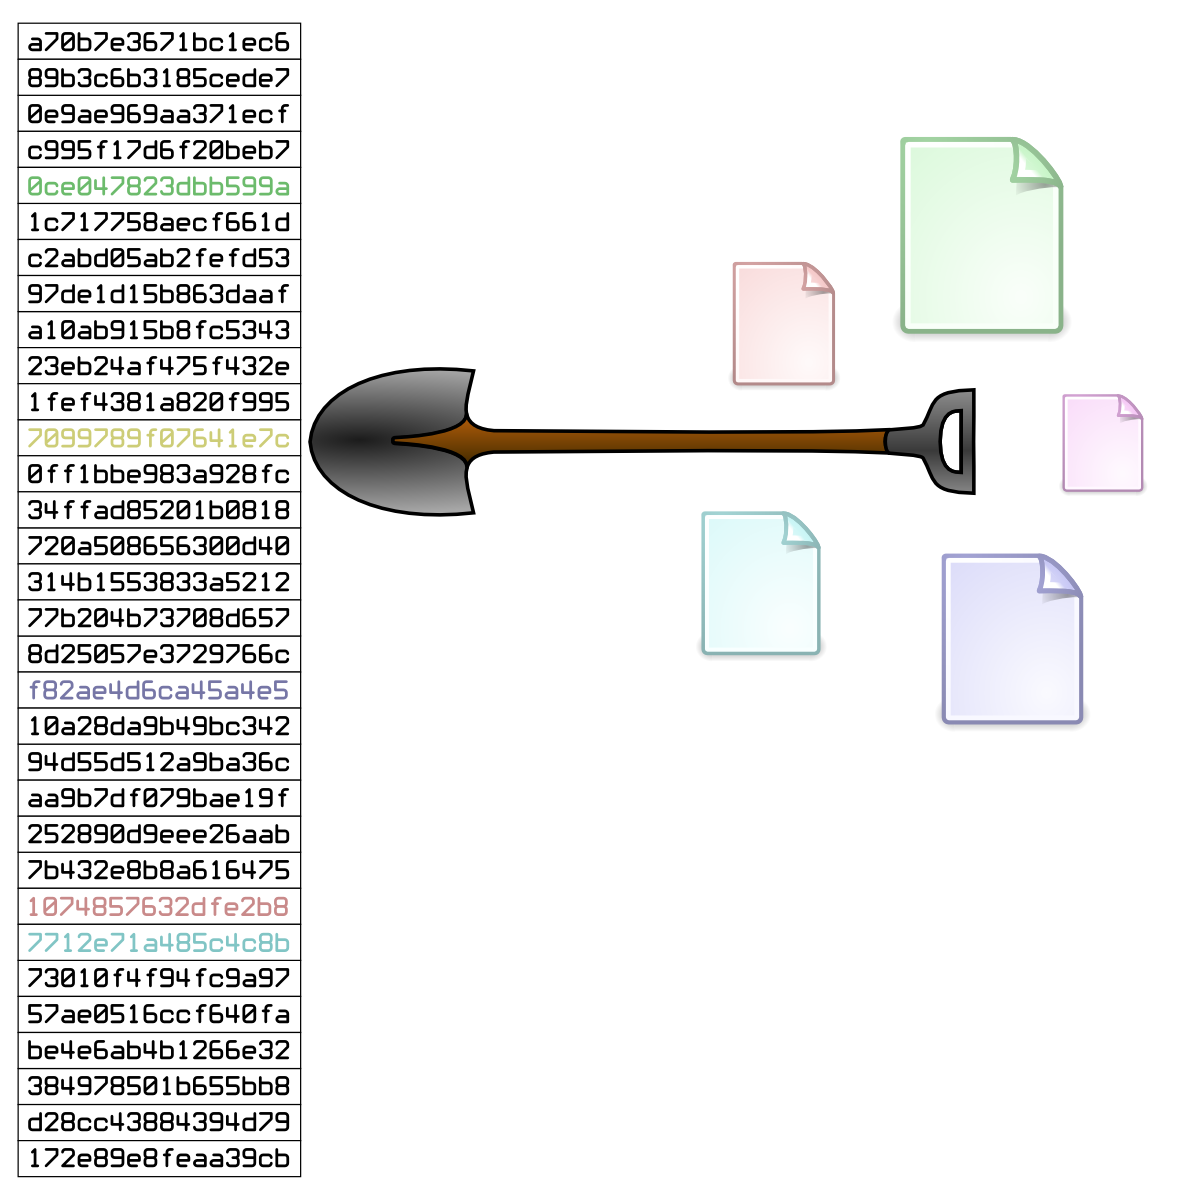 a70b7e3671bc1ec6
89b3c6b3185cede7
0e9ae969aa371ecf
c995f17d6f20beb7
0ce047823dbb599a
1c717758aecf661d
c2abd05ab2fefd53
97de1d15b863daaf
a10ab915b8fc5343
23eb24af475f432e
1fef4381a820f995
7099789f07641e7c
0ff1bbe983a928fc
34ffad85201b0818
720a508656300d40
314b1553833a5212
77b204b73708d657
8d25057e3729766c
f82ae4d6ca45a4e5
10a28da9b49bc342
94d55d512a9ba36c
aa9b7df079bae19f
252890d9eee26aab
7b432e8b8a616475
1074857632dfe2b8
7712e71a485c4c8b
73010f4f94fc9a97
57ae0516ccf640fa
be4e6ab4b1266e32
384978501b655bb8
d28cc43884394d79
172e89e8feaa39cb